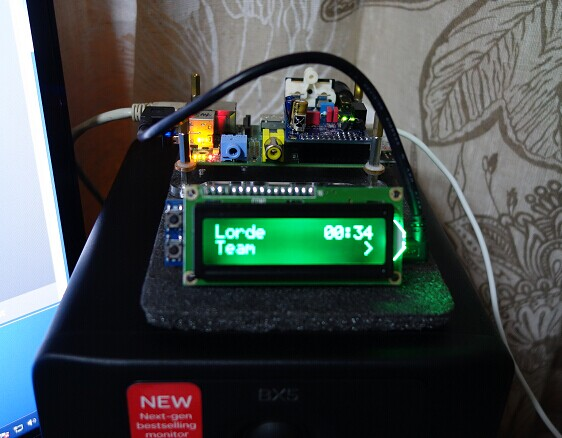 Lorde 00:34
Team >
BX5
NEW
Next-gen
bestselling
monitor